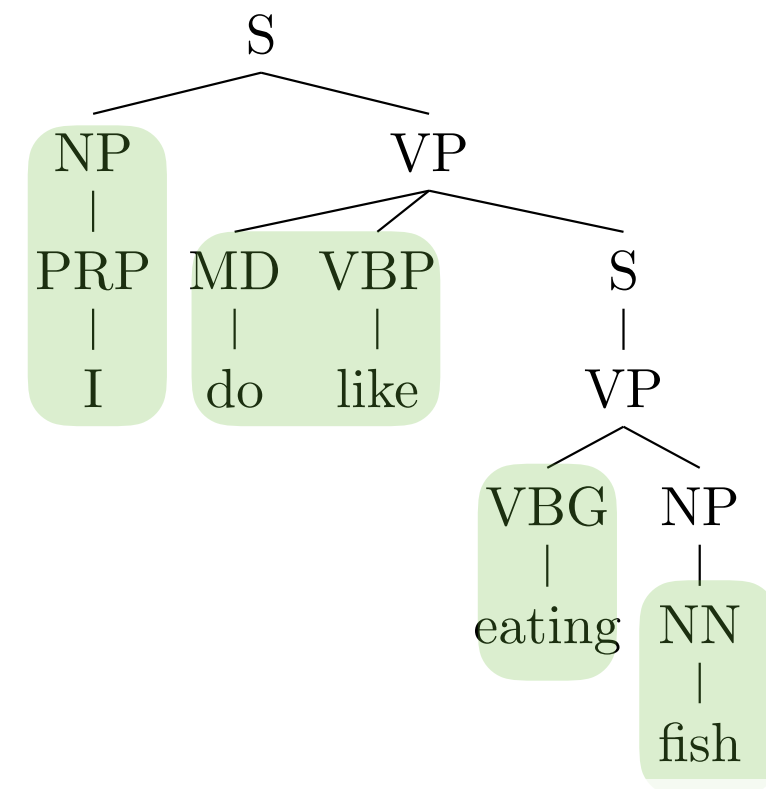 S
NP VP
PRP MD VBP S
I do like VP
VBG NP
eating NN
fish